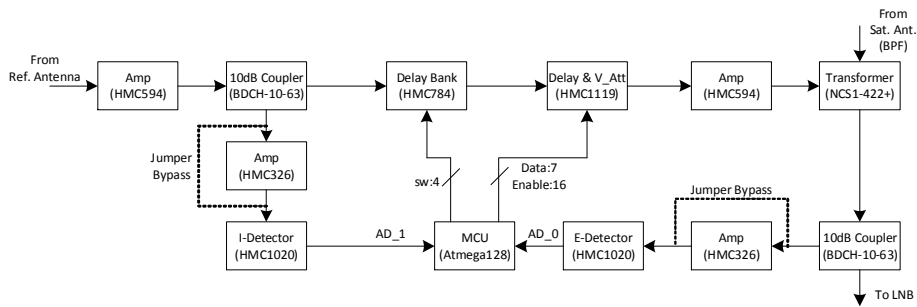 From
Sat. Ant.
(BPF)
From
Ref. Antenna
Amp
(HMC594)
10dB Coupler
(BDCH-10-63)
Delay Bank
(HMC784)
Delay & V_Att
(HMC1119)
Amp
(HMC594)
Transformer
(NCS1-422+)
Jumper
Bypass
Amp
(HMC326)
sw:4
Data:7
Enable:16
Jumper Bypass
I-Detector
(HMC1020)
AD_1
MCU
(Atmega128)
AD_0
E-Detector
(HMC1020)
Amp
(HMC326)
10dB Coupler
(BDCH-10-63)
To LNB